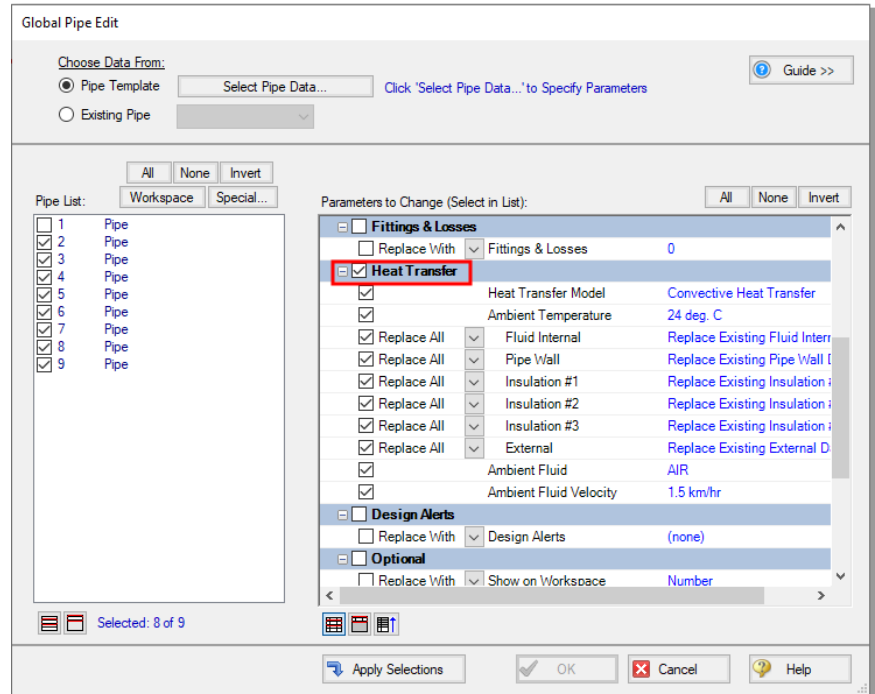 Global Pipe Edit
Choose Data From:
Pipe Template
Select Pipe Data...
Click 'Select Pipe Data...' to Specify Parameters
Guide >>
Existing Pipe
All None Invert
Pipe List: Workspace Special...
1 Pipe
2 Pipe
3 Pipe
4 Pipe
5 Pipe
6 Pipe
7 Pipe
8 Pipe
9 Pipe
Selected: 8 of 9
Parameters to Change (Select in List): All None Invert
Fittings & Losses
Replace With Fittings & Losses 0
Heat Transfer
Heat Transfer Model Convective Heat Transfer
Ambient Temperature 24 deg. C
Replace All Fluid Internal Replace Existing Fluid Intern
Replace All Pipe Wall Replace Existing Pipe Wall D
Replace All Insulation #1 Replace Existing Insulation #
Replace All Insulation #2 Replace Existing Insulation #
Replace All Insulation #3 Replace Existing Insulation #
Replace All External Replace Existing External D
Ambient Fluid AIR
Ambient Fluid Velocity 1.5 km/hr
Design Alerts
Replace With Design Alerts (none)
Optional
Replace With Show on Workspace Number
Apply Selections OK Cancel Help